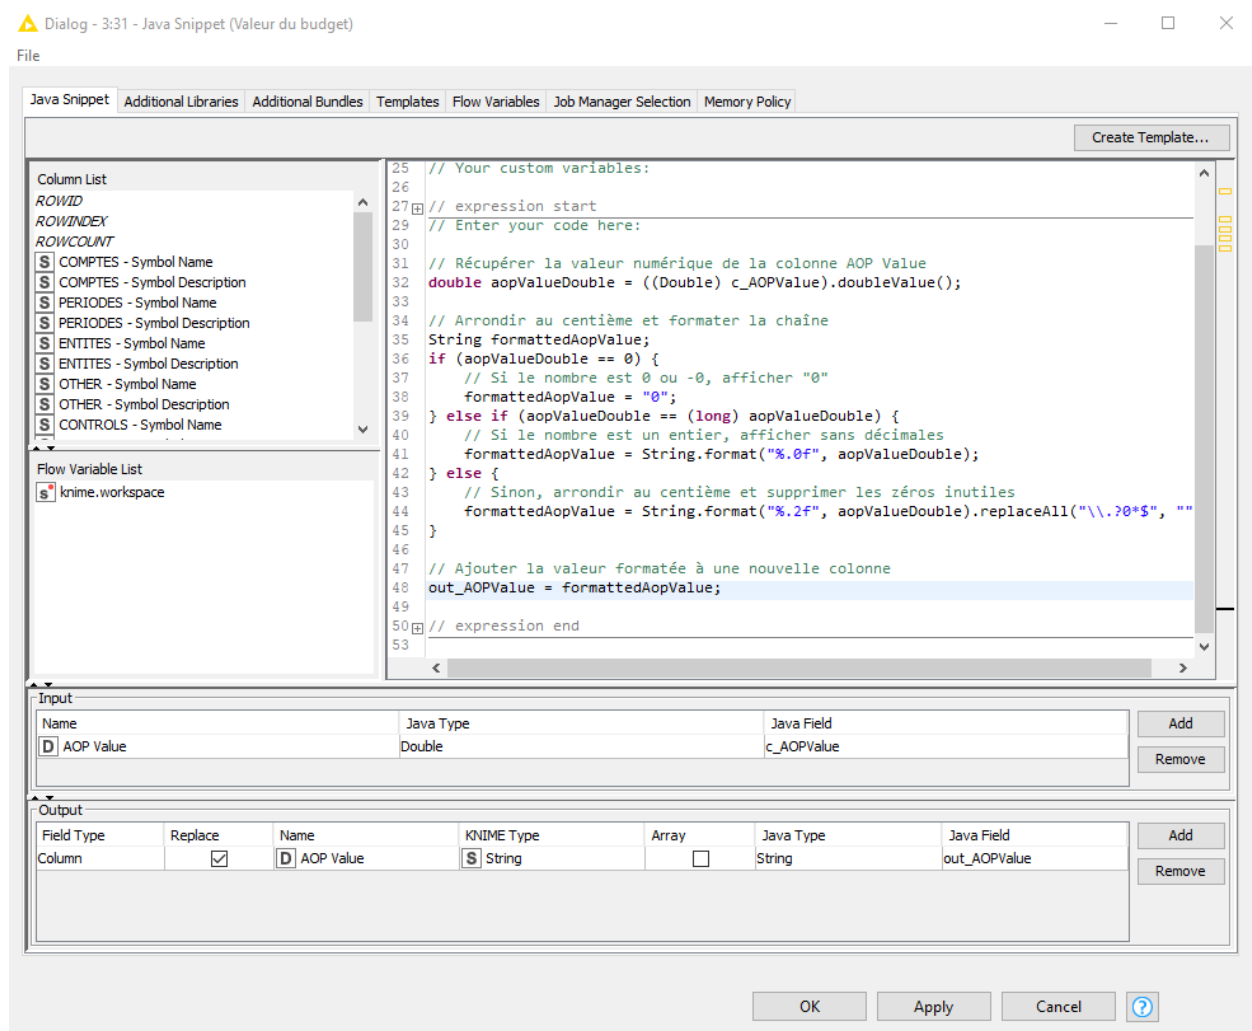 Dialog - 3:31 - Java Snippet (Valeur du budget)
File
Java Snippet Additional Libraries Additional Bundles Templates Flow Variables Job Manager Selection Memory Policy
Create Template...
Column List
ROWID
ROWINDEX
ROWCOUNT
S COMPTES - Symbol Name
S COMPTES - Symbol Description
S PERIODES - Symbol Name
S PERIODES - Symbol Description
S ENTITES - Symbol Name
S ENTITES - Symbol Description
S OTHER - Symbol Name
S OTHER - Symbol Description
S CONTROLS - Symbol Name
Flow Variable List
s knime.workspace
25 // Your custom variables:
26
27 // expression start
29 // Enter your code here:
30
31 // Récupérer la valeur numérique de la colonne AOP Value
32 double aopValueDouble = ((Double) c_AOPValue).doubleValue();
33
34 // Arrondir au centième et formater la chaîne
35 String formattedAopValue;
36 if (aopValueDouble == 0) {
37 // Si le nombre est 0 ou -0, afficher "0"
38 formattedAopValue = "0";
39 } else if (aopValueDouble == (long) aopValueDouble) {
40 // Si le nombre est un entier, afficher sans décimales
41 formattedAopValue = String.format("%.0f", aopValueDouble);
42 } else {
43 // Sinon, arrondir au centième et supprimer les zéros inutiles
44 formattedAopValue = String.format("%.2f", aopValueDouble).replaceAll("\\.?0*$", ""
45 }
46
47 // Ajouter la valeur formatée à une nouvelle colonne
48 out_AOPValue = formattedAopValue;
49
50 // expression end
53
Input
Name Java Type Java Field
D AOP Value Double c_AOPValue
Add
Remove
Output
Field Type Replace Name KNIME Type Array Java Type Java Field
Column D AOP Value S String String out_AOPValue
Add
Remove
OK Apply Cancel ?